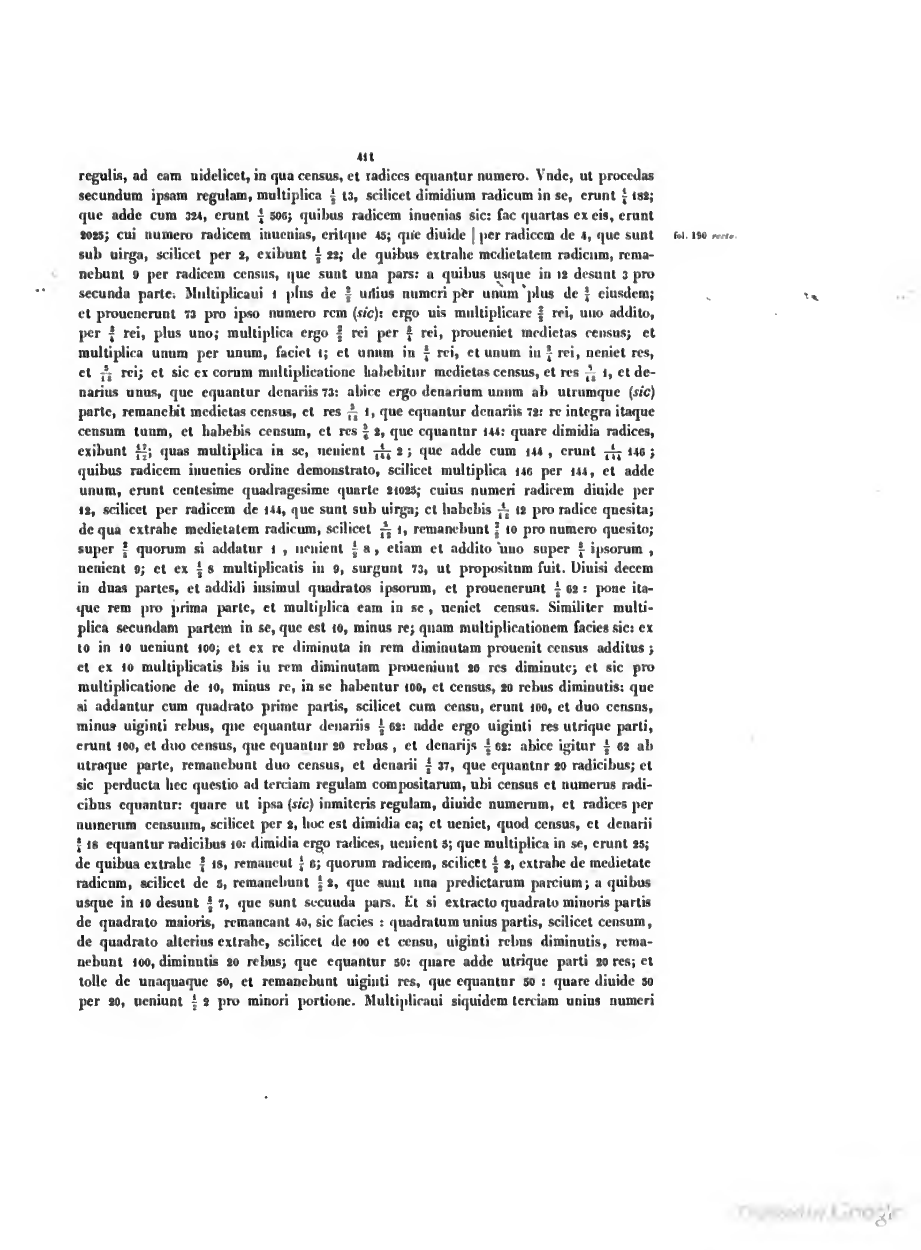 411
regulis, ad eam uidelicet, in qua census, et radices equantur numero. Vnde, ut procedas
secundum ipsam regulam, multiplica 1/2 13, scilicet dimidium radicum in se, erunt 1/4 182;
que adde cum 324, erunt 1/4 506; quibus radicem inuenias sic: fac quartas ex eis, erunt
2025; cui numero radicem inuenias, eritque 45; que diuide | per radicem de 4, que sunt
fol. 190 recto.
sub uirga, scilicet per 2, exibunt 1/2 22; de quibus extrahe medietatem radicum, rema-
nebunt 9 per radicem census, que sunt una pars: a quibus usque in 12 desunt 3 pro
secunda parte. Multiplicaui 1 plus de 2/3 ullius numeri per unum plus de 3/4 eiusdem;
et prouenerunt 73 pro ipso numero rem (sic): ergo uis multiplicare 2/3 rei, uno addito,
per 3/4 rei, plus uno; multiplica ergo 2/3 rei per 3/4 rei, proueniet medietas census; et
multiplica unum per unum, faciet 1; et unum in 2/3 rei, et unum in 3/4 rei, ueniet res,
et 5/12 rei; et sic ex eorum multiplicatione habebitur medietas census, et res 5/12 1, et de-
narius unus, que equantur denariis 73: abice ergo denarium unum ab utrumque (sic)
parte, remanebit medietas census, et res 5/12 1, que equantur denariis 72: re integra itaque
censum tuum, et habebis censum, et res 5/6 2, que equantur 144: quare dimidia radices,
exibunt 17/12; quas multiplica in se, uenient 1/144 2; que adde cum 144, erunt 1/144 146;
quibus radicem inuenies ordine demonstrato, scilicet multiplica 146 per 144, et adde
unum, erunt centesime quadragesime quarte 21025; cuius numeri radicem diuide per
12, scilicet per radicem de 144, que sunt sub uirga; et habebis 1/12 12 pro radice quesita;
de qua extrahe medietatem radicum, scilicet 5/12 1, remanebunt 2/3 10 pro numero quesito;
super 2/3 quorum si addatur 1, uenient 1/9 8, etiam et addito uno super 3/4 ipsorum,
uenient 9; et ex 1/9 8 multiplicatis in 9, surgunt 73, ut propositum fuit. Diuisi decem
in duas partes, et addidi insimul quadratos ipsorum, et prouenerunt 1/2 62: pone ita-
que rem pro prima parte, et multiplica eam in se, ueniet census. Similiter multi-
plica secundam partem in se, que est 10, minus re; quam multiplicationem facies sic: ex
10 in 10 ueniunt 100; et ex re diminuta in rem diminutam prouenit census additus;
et ex 10 multiplicatis bis in rem diminutam proueniunt 20 res diminute; et sic pro
multiplicatione de 10, minus re, in se habentur 100, et census, 20 rebus diminutis: que
si addantur cum quadrato prime partis, scilicet cum censu, erunt 100, et duo census,
minus uiginti rebus, que equantur denariis 1/2 62: adde ergo uiginti res utrique parti,
erunt 100, et duo census, que equantur 20 rebus, et denarijs 1/2 62: abice igitur 1/2 62 ab
utraque parte, remanebunt duo census, et denarii 1/2 37, que equantur 20 radicibus; et
sic perducta hec questio ad terciam regulam compositarum, ubi census et numerus radi-
cibus equantur: quare ut ipsa (sic) inmiteris regulam, diuide numerum, et radices per
numerum censuum, scilicet per 2, hoc est dimidia ea; et ueniet, quod census, et denarii
3/4 18 equantur radicibus 10: dimidia ergo radices, uenient 5; que multiplica in se, erunt 25;
de quibua extrahe 3/4 18, remanent 1/4 6; quorum radicem, scilicet 1/2 2, extrahe de medietate
radicum, scilicet de 5, remanebunt 1/2 2, que sunt una predictarum parcium; a quibus
usque in 10 desunt 1/2 7, que sunt secuuda pars. Et si extracto quadrato minoris partis
de quadrato maioris, remaneant 40, sic facies : quadratum unius partis, scilicet censum,
de quadrato alterius extrahe, scilicet de 100 et censu, uiginti rebus diminutis, rema-
nebunt 100, diminutis 20 rebus; que equantur 50: quare adde utrique parti 20 res; et
tolle de unaquaque 50, et remanebunt uiginti res, que equantur 50 : quare diuide 50
per 20, ueniunt 1/2 2 pro minori portione. Multiplicaui siquidem terciam unius numeri